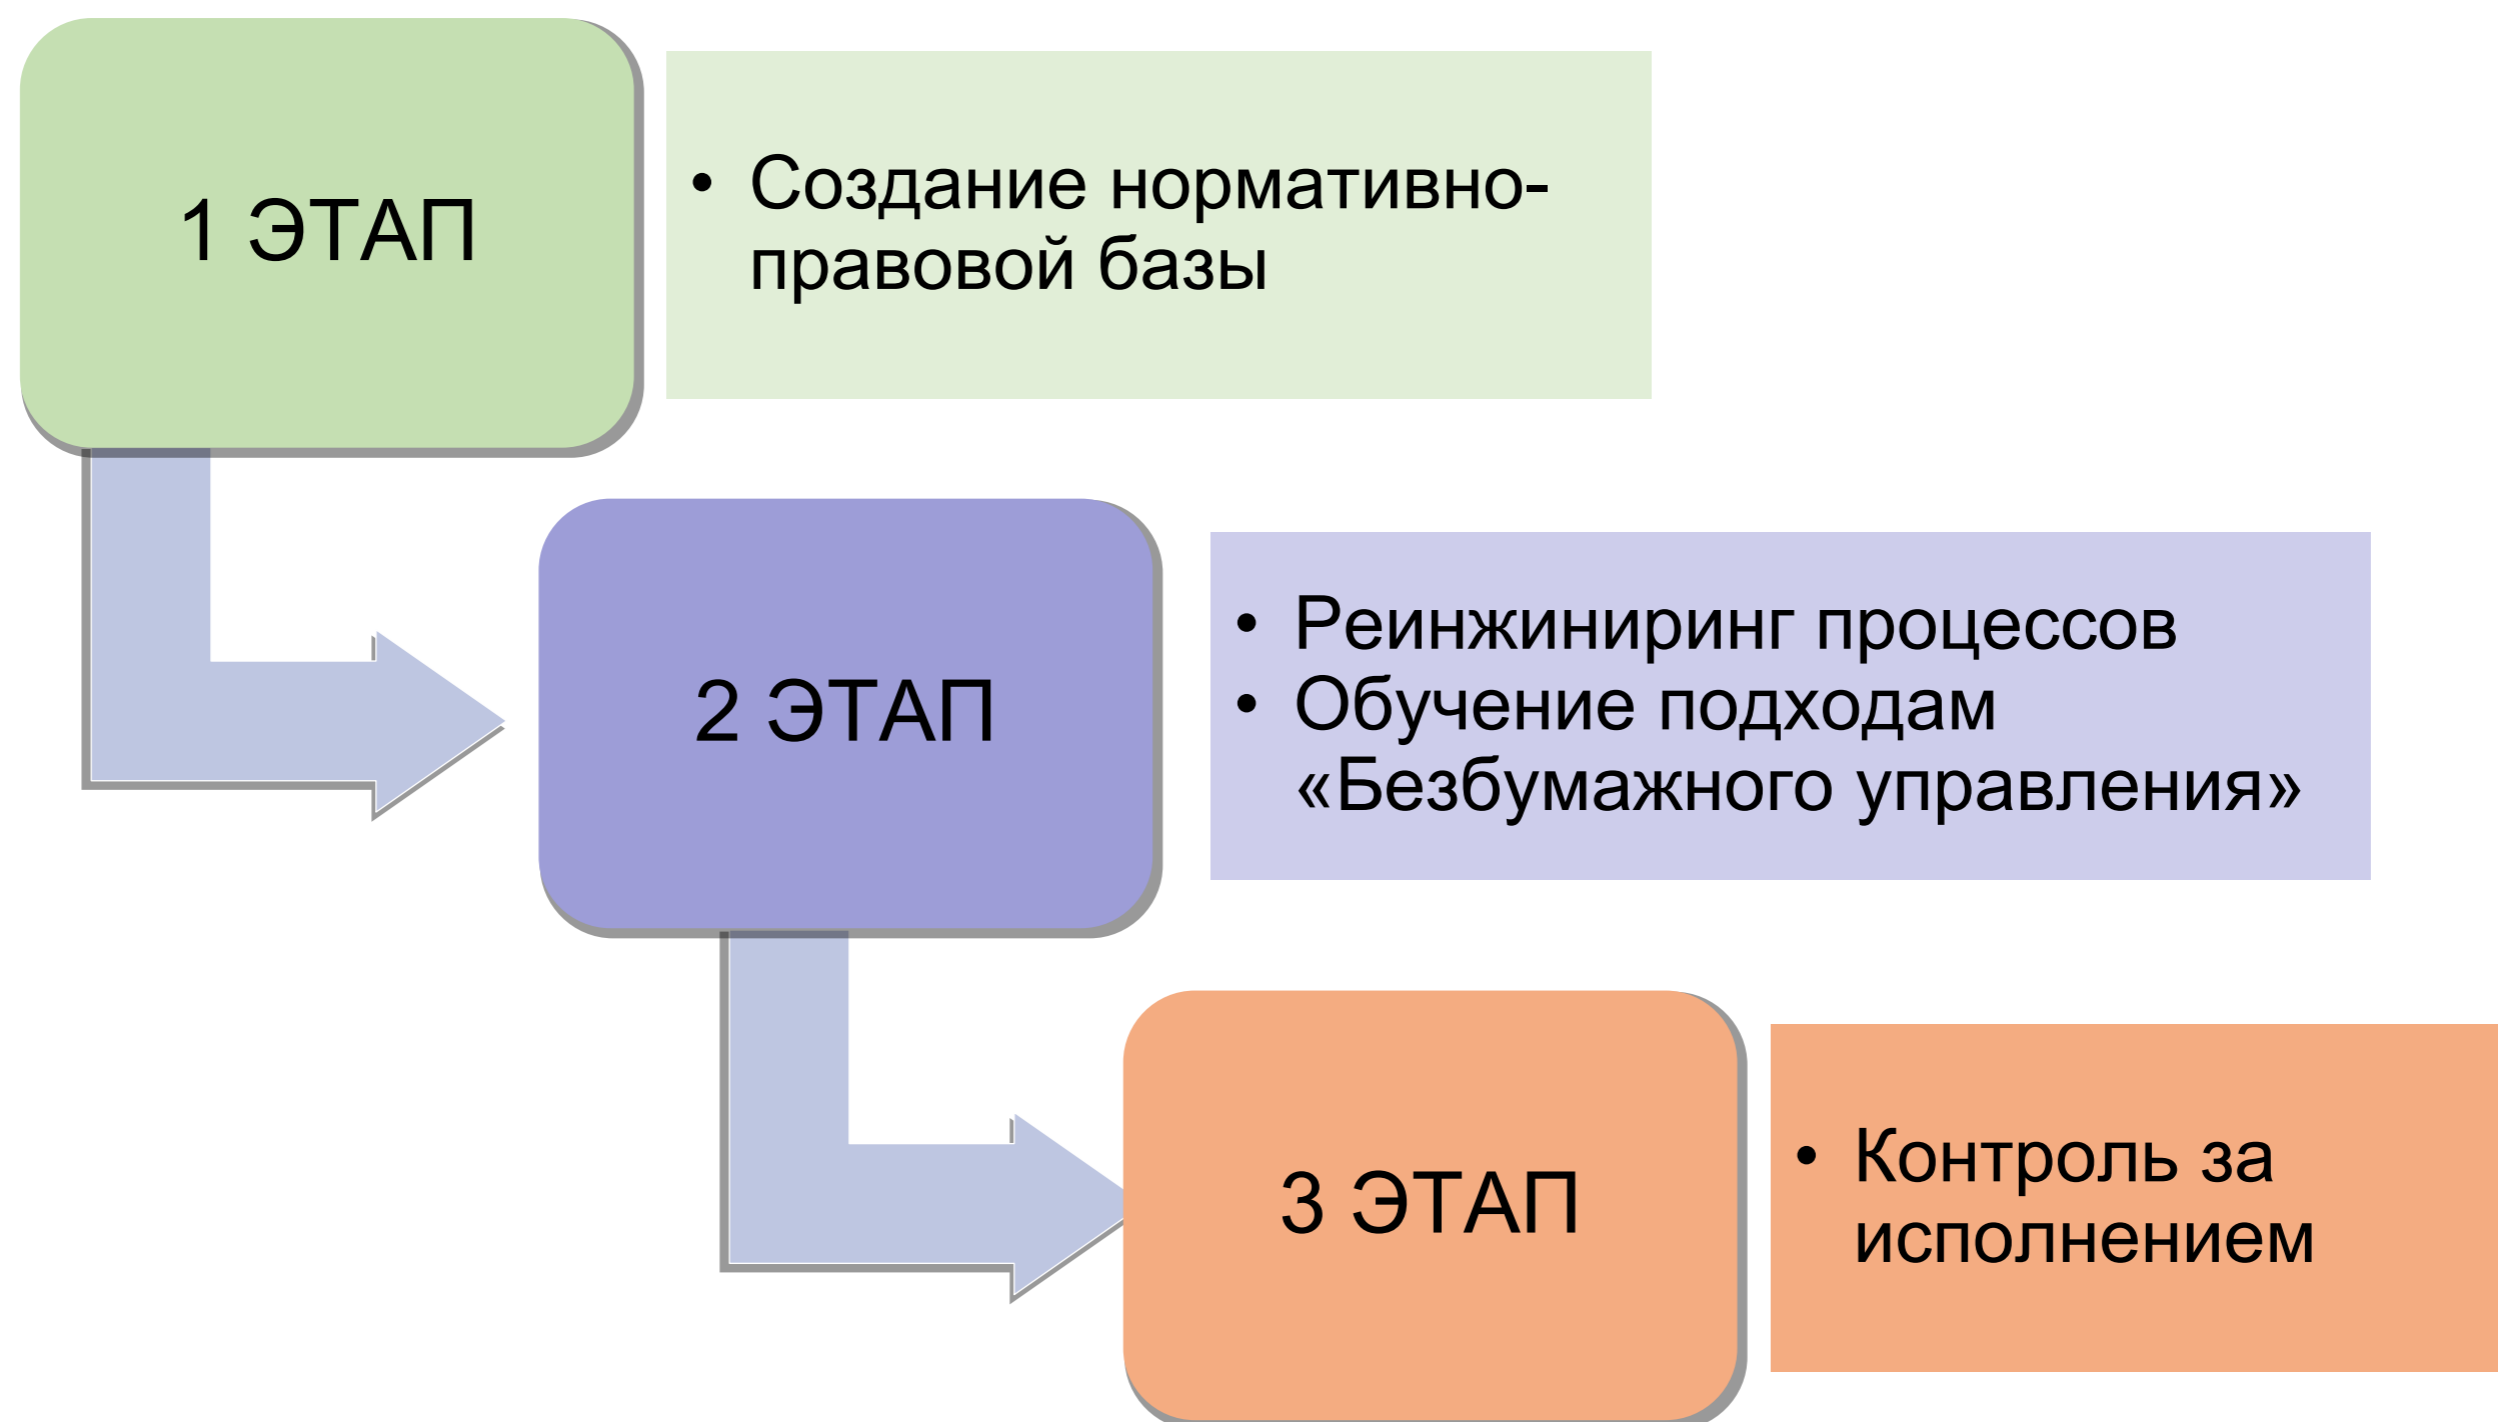 1 ЭТАП
• Создание нормативно-
правовой базы
2 ЭТАП
• Реинжиниринг процессов
• Обучение подходам
«Безбумажного управления»
3 ЭТАП
• Контроль за
исполнением